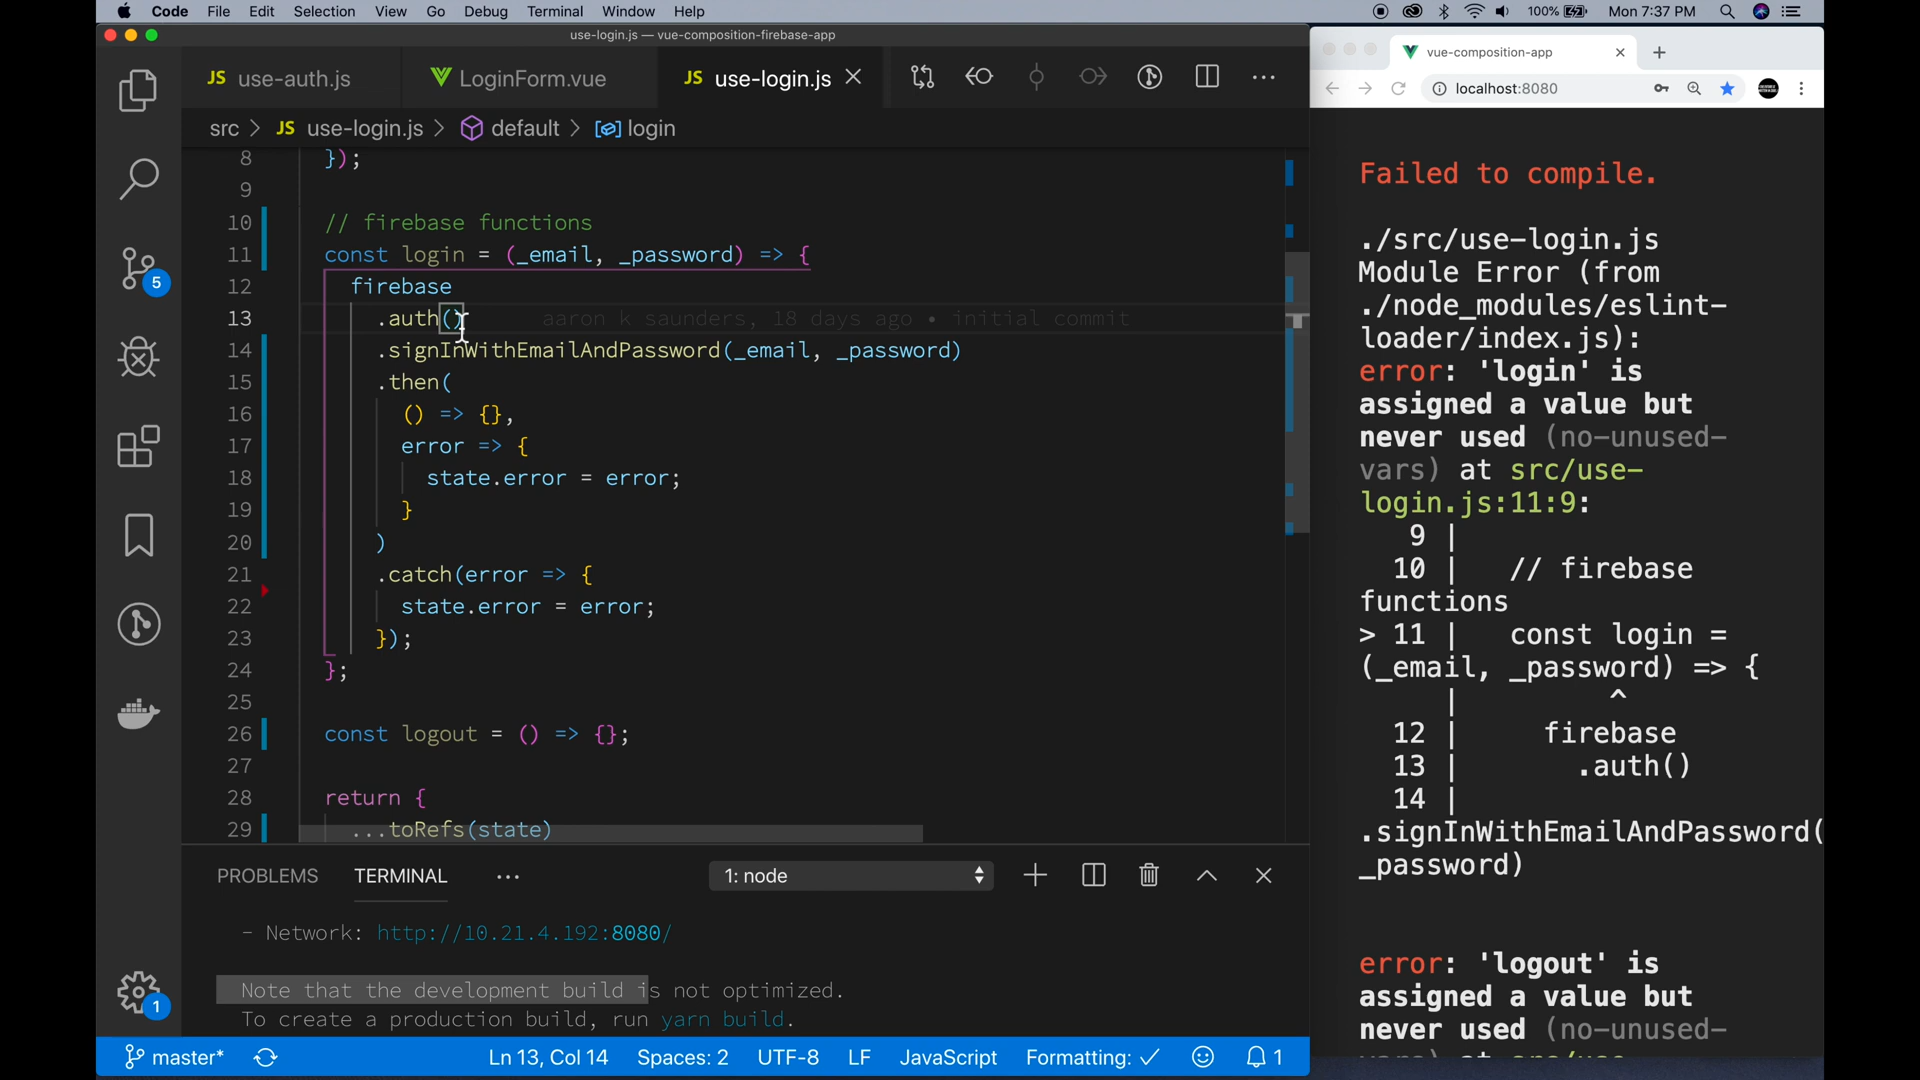 Code File Edit Selection View Go Debug Terminal Window Help
100% Mon 7:37 PM
use-login.js — vue-composition-firebase-app
JS use-auth.js
LoginForm.vue
JS use-login.js
src > JS use-login.js > default > login
8 });
9
10 // firebase functions
11 const login = (_email, _password) => {
12 firebase
13 .auth() aaron k saunders, 18 days ago • initial commit
14 .signInWithEmailAndPassword(_email, _password)
15 .then(
16 () => {},
17 error => {
18 state.error = error;
19 }
20 )
21 .catch(error => {
22 state.error = error;
23 });
24 };
25
26 const logout = () => {};
27
28 return {
29 ...toRefs(state)
5
1
PROBLEMS TERMINAL ...
1: node
- Network: http://10.21.4.192:8080/
Note that the development build is not optimized.
To create a production build, run yarn build.
master* Ln 13, Col 14 Spaces: 2 UTF-8 LF JavaScript Formatting: ✓ 1
vue-composition-app
localhost:8080
Failed to compile.
./src/use-login.js
Module Error (from
./node_modules/eslint-
loader/index.js):
error: 'login' is
assigned a value but
never used (no-unused-
vars) at src/use-
login.js:11:9:
9 |
10 | // firebase
functions
> 11 | const login =
(_email, _password) => {
| ^
12 | firebase
13 | .auth()
14 |
.signInWithEmailAndPassword(
_password)
error: 'logout' is
assigned a value but
never used (no-unused-
vars) at src/use-